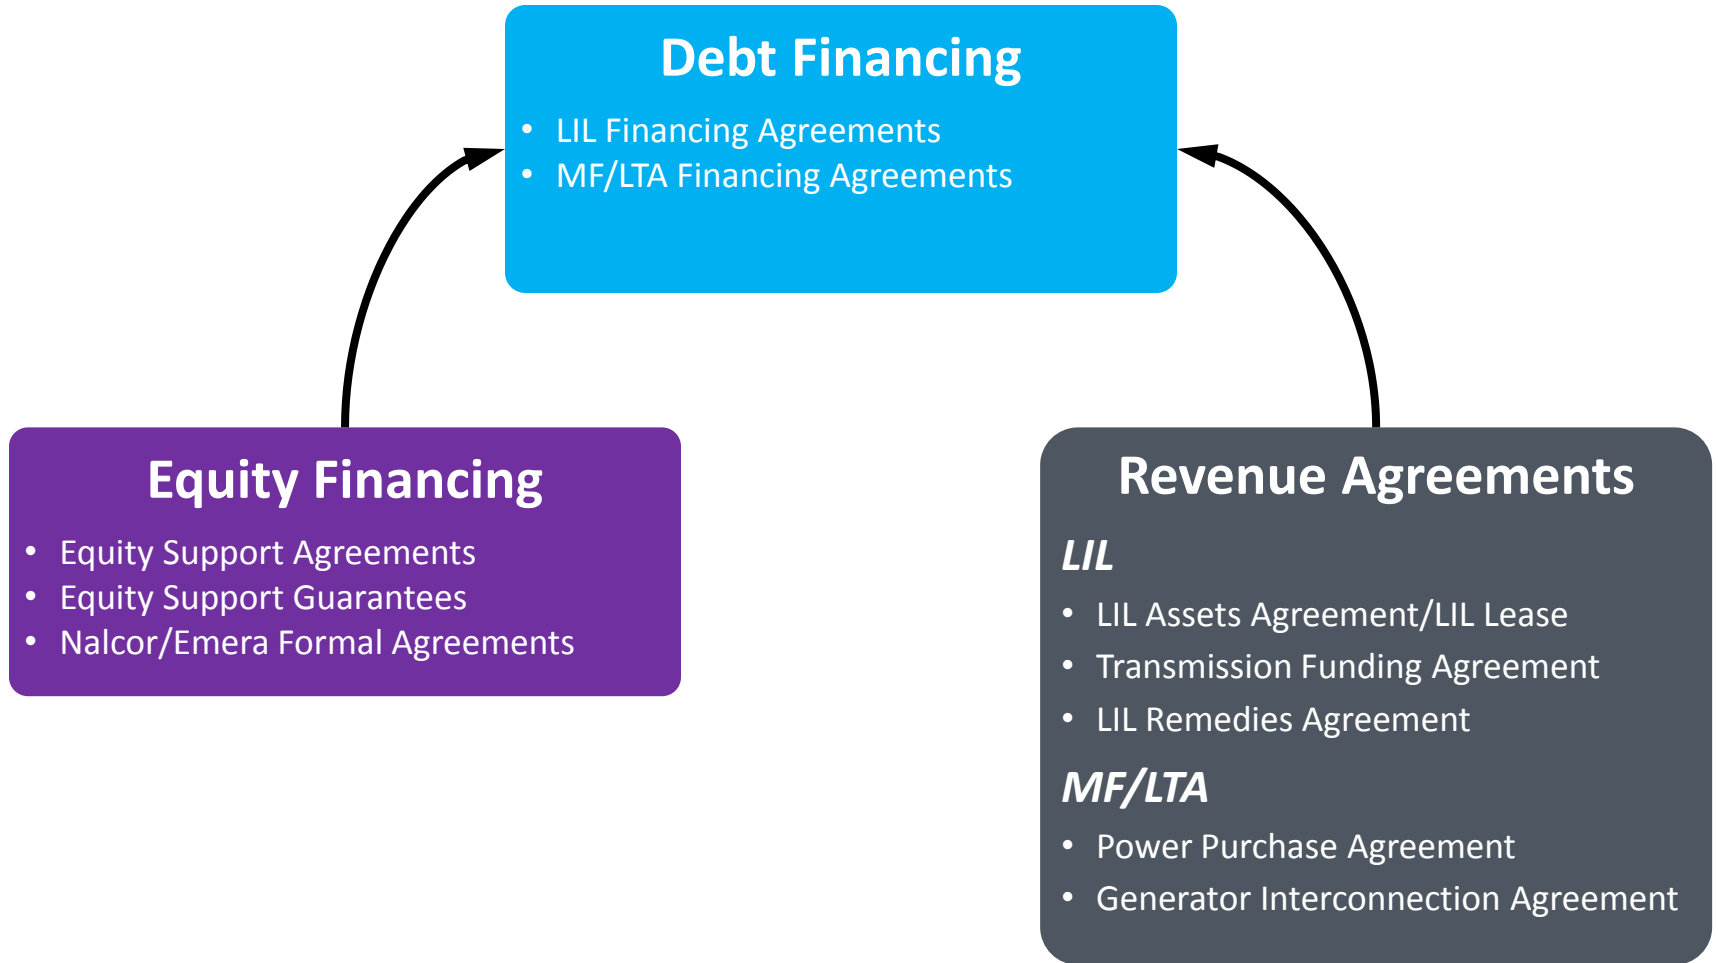 Debt Financing
• LIL Financing Agreements
• MF/LTA Financing Agreements
Equity Financing
• Equity Support Agreements
• Equity Support Guarantees
• Nalcor/Emera Formal Agreements
Revenue Agreements
LIL
• LIL Assets Agreement/LIL Lease
• Transmission Funding Agreement
• LIL Remedies Agreement
MF/LTA
• Power Purchase Agreement
• Generator Interconnection Agreement